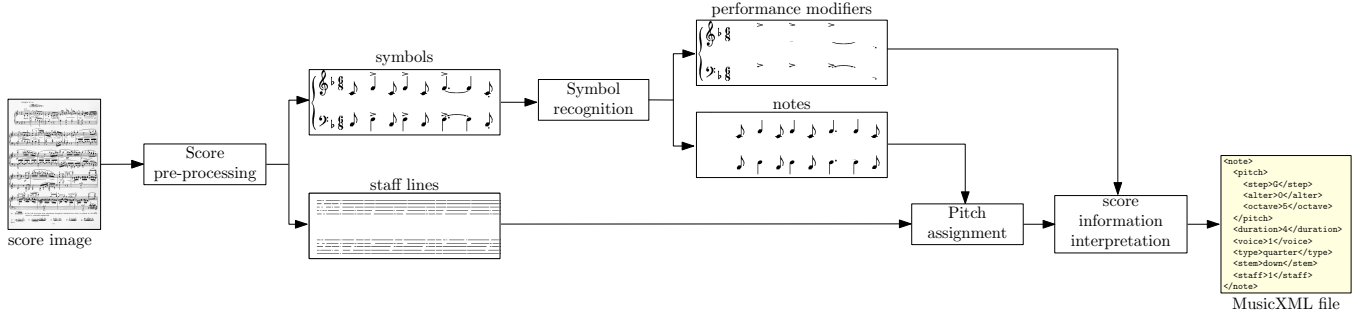 performance modifiers
symbols
Symbol
recognition
notes
Score
pre-processing
score image
staff lines
Pitch
assignment
score
information
interpretation
<note>
<pitch>
<step>G</step>
<alter>0</alter>
<octave>5</octave>
</pitch>
<duration>4</duration>
<voice>1</voice>
<type>quarter</type>
<stem>down</stem>
<staff>1</staff>
</note>
MusicXML file